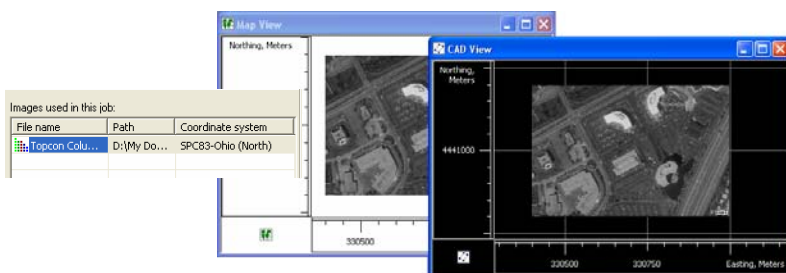 Map View
Northing, Meters
330500
CAD View
Northing,
Meters
4441000
330500 330750 Easting, Meters
Images used in this job:
File name Path Coordinate system
Topcon Colu... D:\My Do... SPC83-Ohio (North)